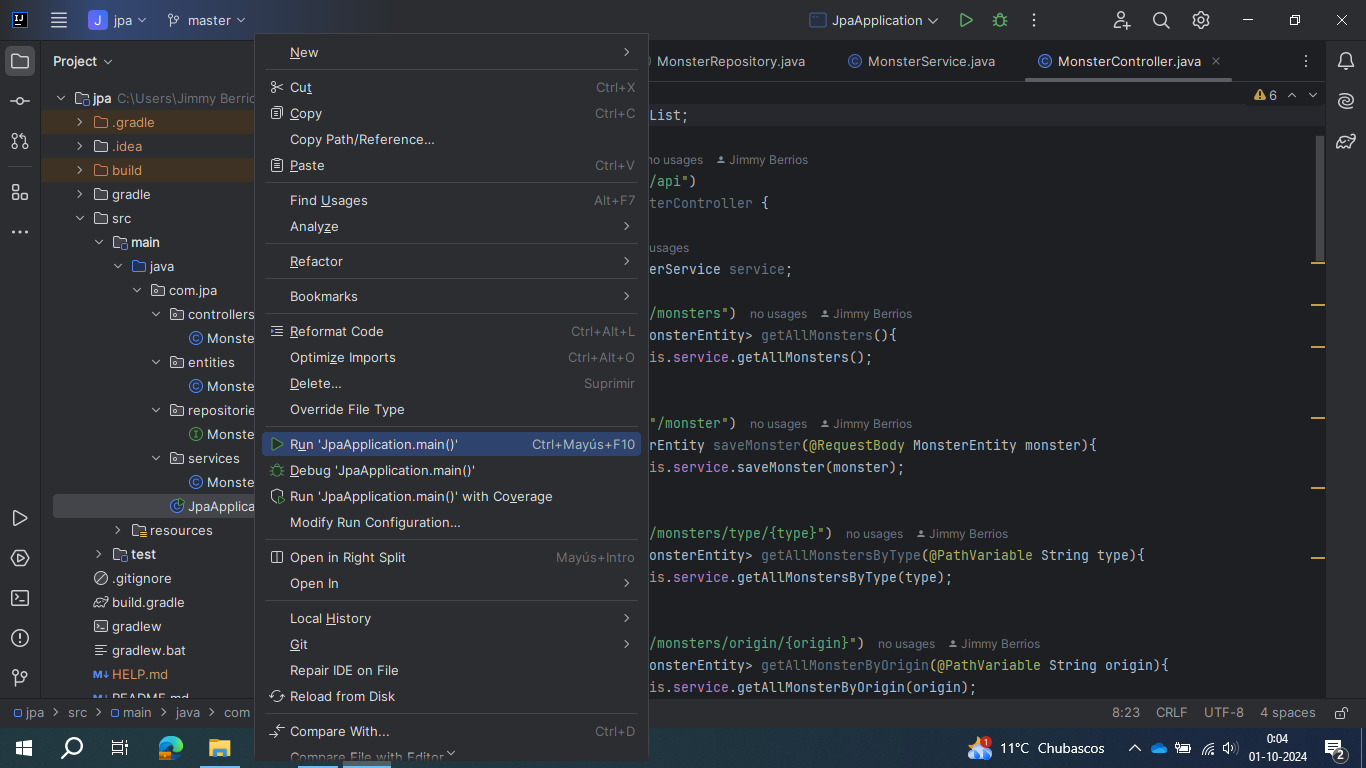 J jpa master JpaApplication
Project
MonsterRepository.java MonsterService.java MonsterController.java
6
jpa C:\Users\Jimmy Berrio
.gradle
.idea
build
gradle
src
main
java
com.jpa
controllers
Monste
entities
Monste
repositorie
Monste
services
Monste
JpaApplica
resources
test
.gitignore
build.gradle
gradlew
gradlew.bat
HELP.md
README.md
New
Cut Ctrl+X
Copy Ctrl+C
Copy Path/Reference...
Paste Ctrl+V
Find Usages Alt+F7
Analyze
Refactor
Bookmarks
Reformat Code Ctrl+Alt+L
Optimize Imports Ctrl+Alt+O
Delete... Suprimir
Override File Type
Run 'JpaApplication.main()' Ctrl+Mayús+F10
Debug 'JpaApplication.main()'
Run 'JpaApplication.main()' with Coverage
Modify Run Configuration...
Open in Right Split Mayús+Intro
Open In
Local History
Git
Repair IDE on File
Reload from Disk
Compare With... Ctrl+D
Compare File with Editor
List;
no usages Jimmy Berrios
/api")
sterController {
usages
erService service;
/monsters") no usages Jimmy Berrios
onsterEntity> getAllMonsters(){
is.service.getAllMonsters();
"/monster") no usages Jimmy Berrios
rEntity saveMonster(@RequestBody MonsterEntity monster){
is.service.saveMonster(monster);
/monsters/type/{type}") no usages Jimmy Berrios
onsterEntity> getAllMonstersByType(@PathVariable String type){
is.service.getAllMonstersByType(type);
/monsters/origin/{origin}") no usages Jimmy Berrios
onsterEntity> getAllMonsterByOrigin(@PathVariable String origin){
is.service.getAllMonsterByOrigin(origin);
jpa > src > main > java > com
8:23 CRLF UTF-8 4 spaces
1 11°C Chubascos
0:04
01-10-2024
2